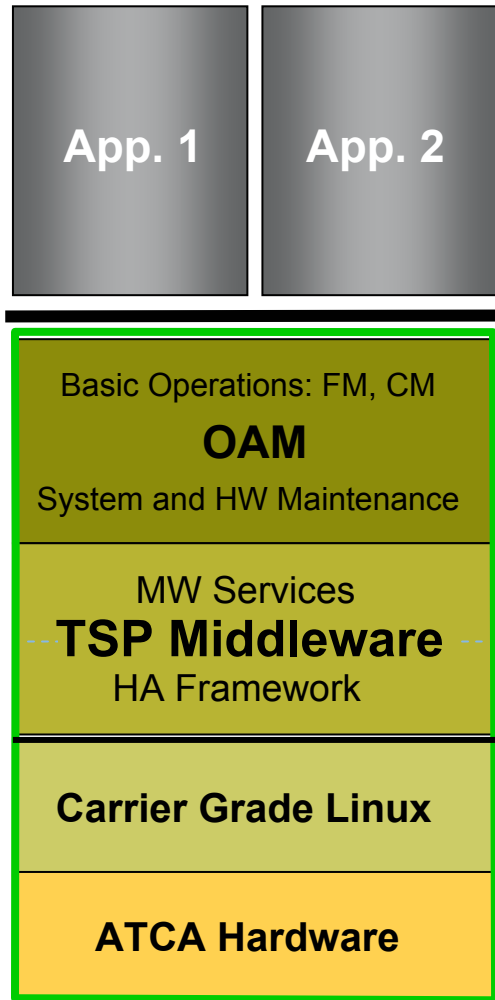 App. 1
App. 2
Basic Operations: FM, CM
OAM
System and HW Maintenance
MW Services
TSP Middleware
HA Framework
Carrier Grade Linux
ATCA Hardware